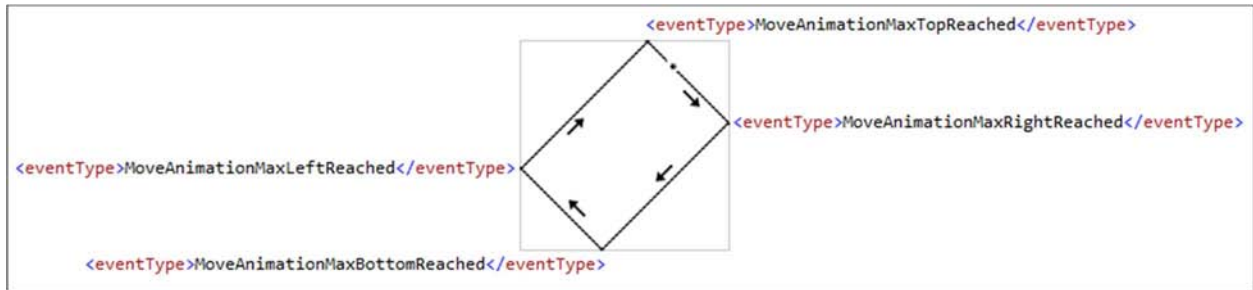 <eventType>MoveAnimationMaxTopReached</eventType>
<eventType>MoveAnimationMaxRightReached</eventType>
<eventType>MoveAnimationMaxLeftReached</eventType>
<eventType>MoveAnimationMaxBottomReached</eventType>